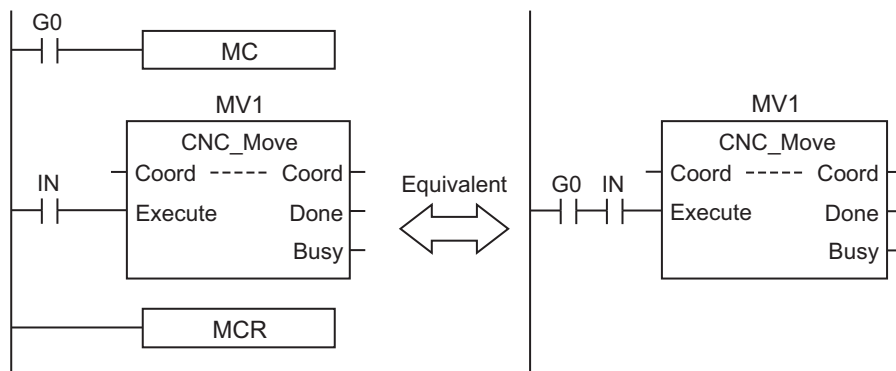 G0
MC
MV1
CNC_Move
Coord ----- Coord
IN
Execute Done
Busy
MCR
Equivalent
MV1
CNC_Move
Coord ----- Coord
G0 IN
Execute Done
Busy